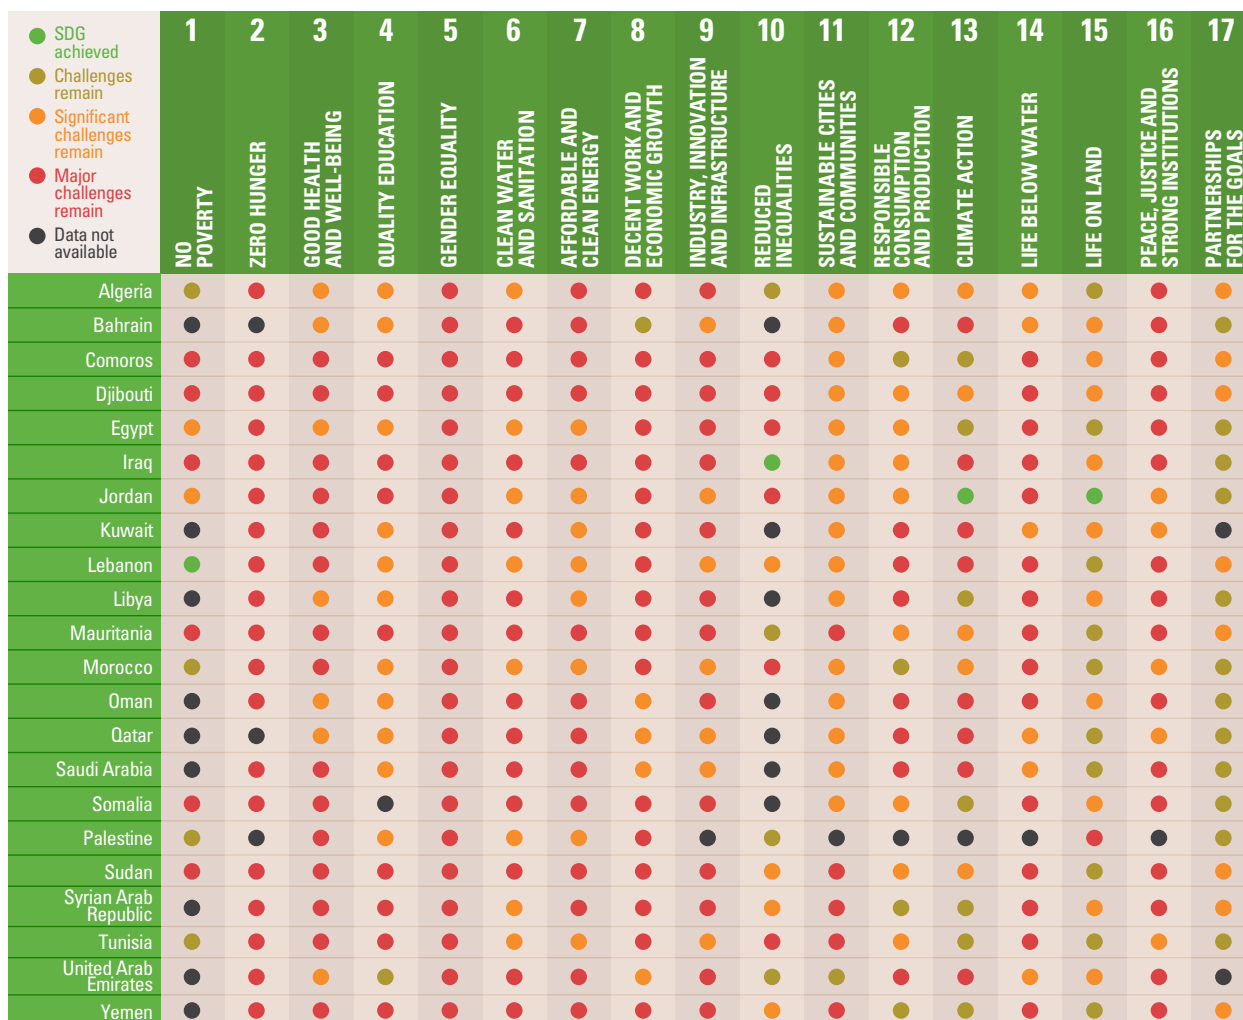 SDG
achieved
Challenges
remain
Significant
challenges
remain
Major
challenges
remain
Data not
available
1
2
3
4
5
6
7
8
9
10
11
12
13
14
15
16
17
NO
POVERTY
ZERO HUNGER
GOOD HEALTH
AND WELL-BEING
QUALITY EDUCATION
GENDER EQUALITY
CLEAN WATER
AND SANITATION
AFFORDABLE AND
CLEAN ENERGY
DECENT WORK AND
ECONOMIC GROWTH
INDUSTRY, INNOVATION
AND INFRASTRUCTURE
REDUCED
INEQUALITIES
SUSTAINABLE CITIES
AND COMMUNITIES
RESPONSIBLE
CONSUMPTION
AND PRODUCTION
CLIMATE ACTION
LIFE BELOW WATER
LIFE ON LAND
PEACE, JUSTICE AND
STRONG INSTITUTIONS
PARTNERSHIPS
FOR THE GOALS
Algeria
Bahrain
Comoros
Djibouti
Egypt
Iraq
Jordan
Kuwait
Lebanon
Libya
Mauritania
Morocco
Oman
Qatar
Saudi Arabia
Somalia
Palestine
Sudan
Syrian Arab
Republic
Tunisia
United Arab
Emirates
Yemen